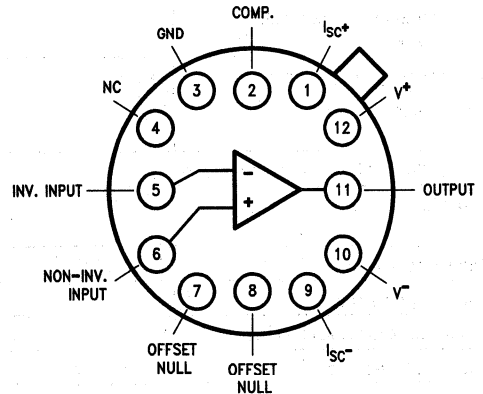 COMP.
GND
ISC+
NC
V+
3
2
1
4
12
INV. INPUT
5
−
+
11
OUTPUT
6
10
NON-INV.
INPUT
7
8
9
V−
OFFSET
NULL
OFFSET
NULL
ISC−